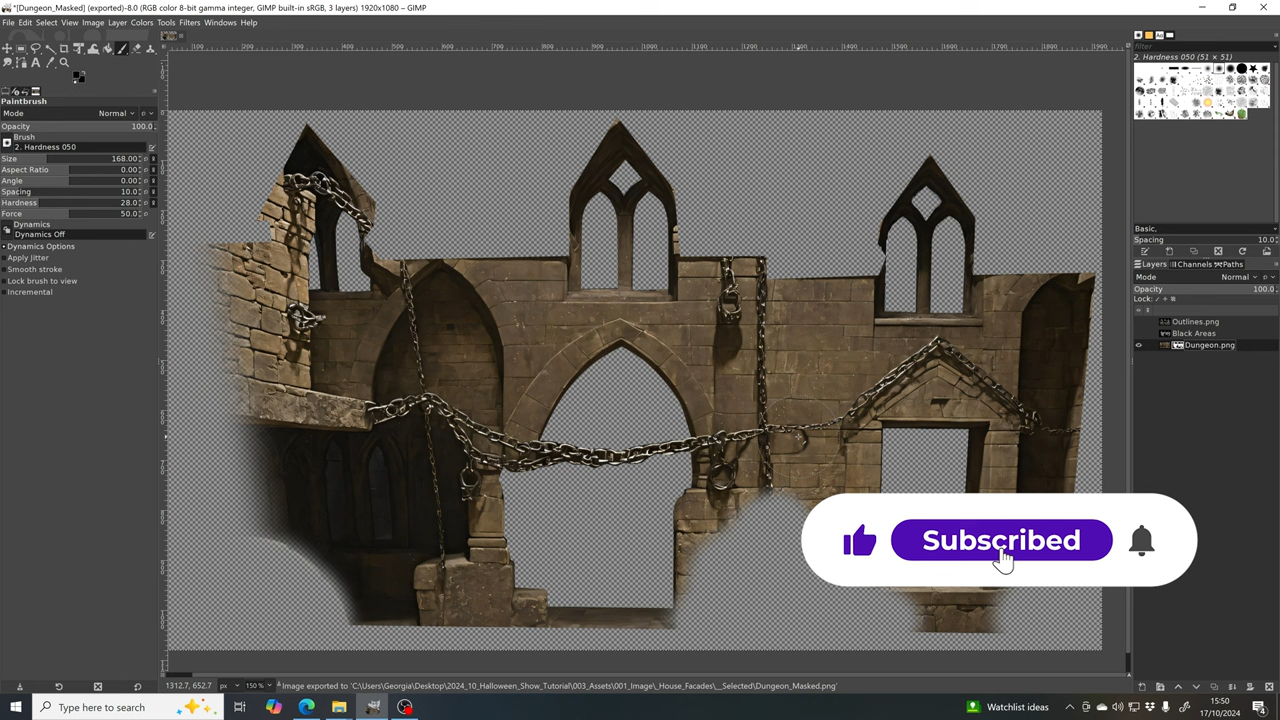 *[Dungeon_Masked] (exported)-8.0 (RGB color 8-bit gamma integer, GIMP built-in sRGB, 3 layers) 1920x1080 – GIMP
File Edit Select View Image Layer Colors Tools Filters Windows Help
Paintbrush
Mode Normal
Opacity 100.0
Brush
2. Hardness 050
Size 168.00
Aspect Ratio 0.00
Angle 0.00
Spacing 10.0
Hardness 28.0
Force 50.0
Dynamics
Dynamics Off
Dynamics Options
Apply Jitter
Smooth stroke
Lock brush to view
Incremental
filter
2. Hardness 050 (51 × 51)
Basic,
Spacing 10.0
Layers Channels Paths
Mode Normal
Opacity 100.0
Lock:
Outlines.png
Black Areas
Dungeon.png
Subscribed
1312.7, 652.7 px 150 % Image exported to 'C:\Users\Georgia\Desktop\2024_10_Halloween_Show_Tutorial\003_Assets\001_Image\_House_Facades\__Selected\Dungeon_Masked.png'
Type here to search
Watchlist ideas
15:50
17/10/2024